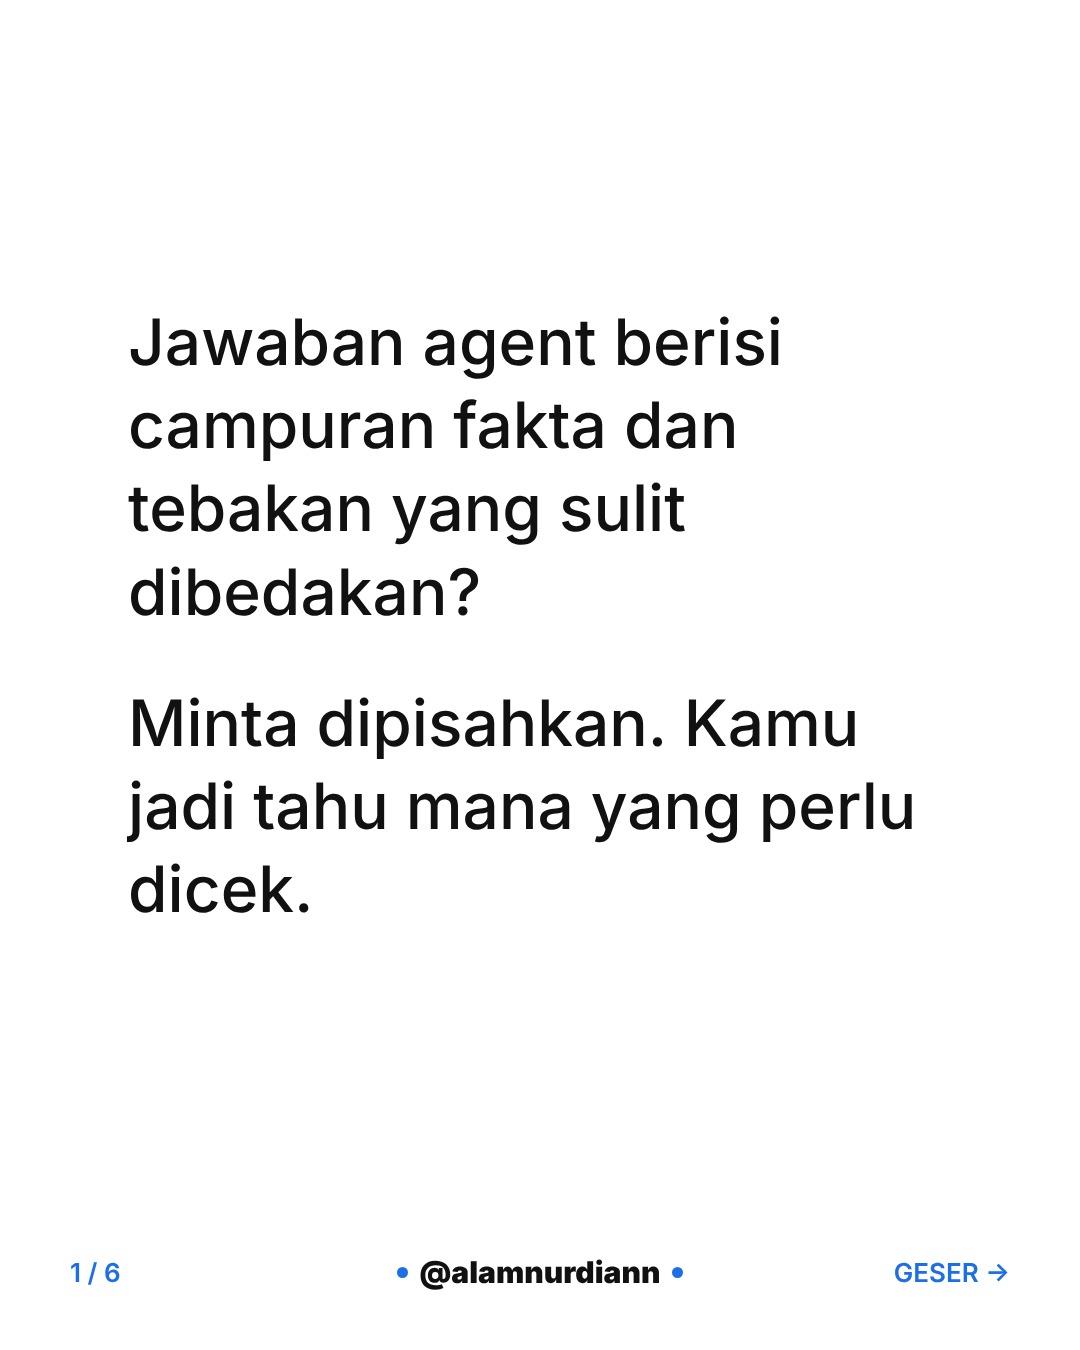 Jawaban agent berisi
campuran fakta dan
tebakan yang sulit
dibedakan?
Minta dipisahkan. Kamu
jadi tahu mana yang perlu
dicek.
1 / 6
• @alamnurdiann •
GESER →